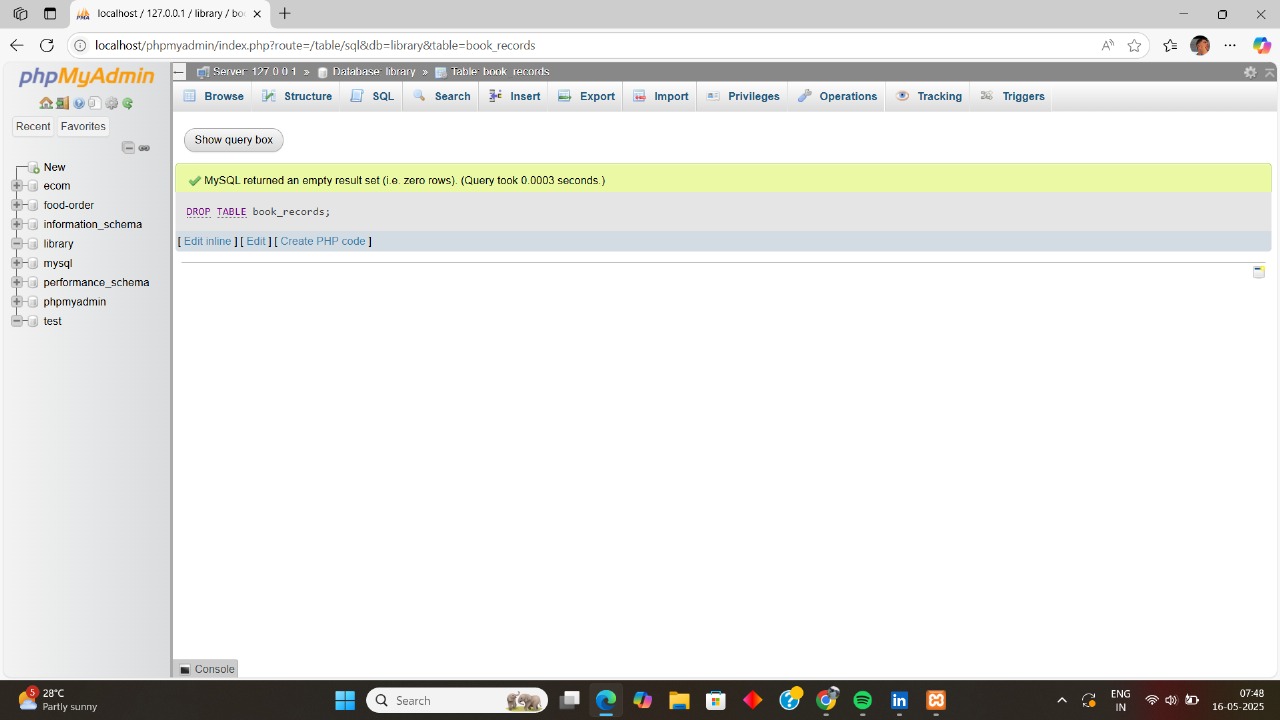 localhost / 127.0.0.1 / library / boo
localhost/phpmyadmin/index.php?route=/table/sql&db=library&table=book_records
phpMyAdmin
Server: 127.0.0.1 » Database: library » Table: book_records
Browse Structure SQL Search Insert Export Import Privileges Operations Tracking Triggers
Recent Favorites
Show query box
New
ecom
food-order
information_schema
library
mysql
performance_schema
phpmyadmin
test
MySQL returned an empty result set (i.e. zero rows). (Query took 0.0003 seconds.)
DROP TABLE book_records;
[ Edit inline ] [ Edit ] [ Create PHP code ]
Console
5
28°C
Partly sunny
Search
ENG
IN
07:48
16-05-2025